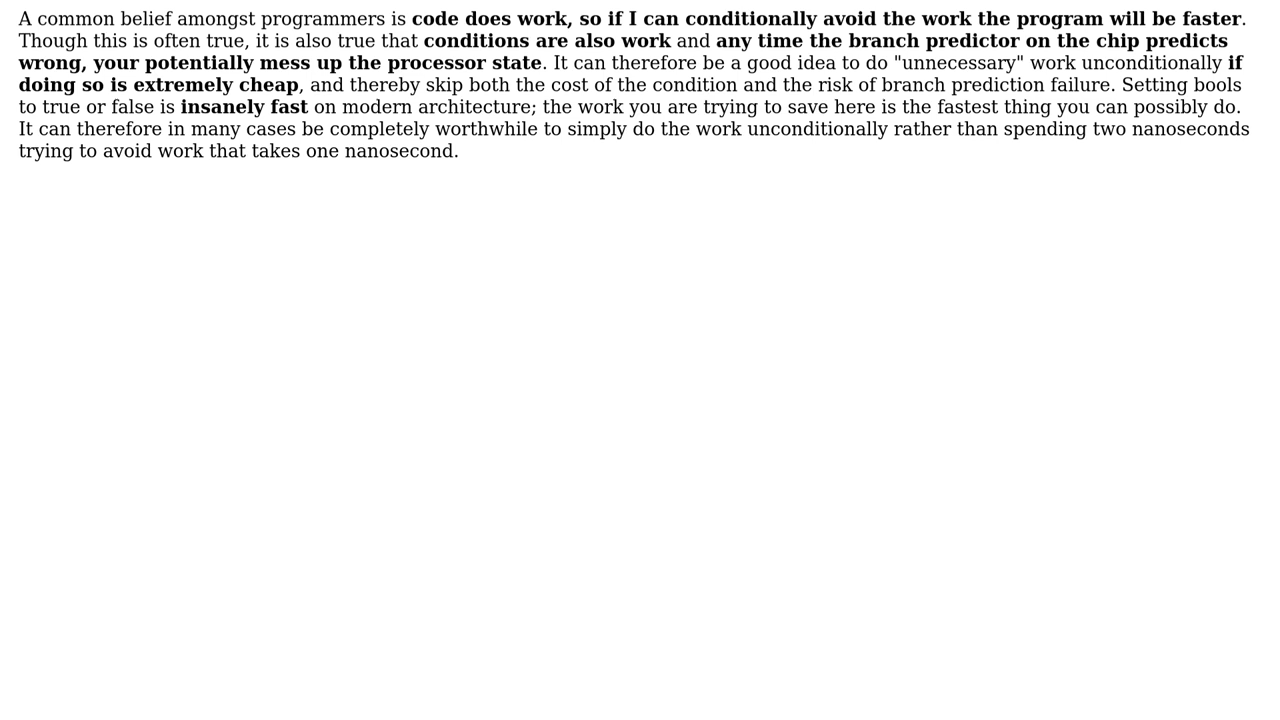 A common belief amongst programmers is code does work, so if I can conditionally avoid the work the program will be faster.
Though this is often true, it is also true that conditions are also work and any time the branch predictor on the chip predicts
wrong, your potentially mess up the processor state. It can therefore be a good idea to do "unnecessary" work unconditionally if
doing so is extremely cheap, and thereby skip both the cost of the condition and the risk of branch prediction failure. Setting bools
to true or false is insanely fast on modern architecture; the work you are trying to save here is the fastest thing you can possibly do.
It can therefore in many cases be completely worthwhile to simply do the work unconditionally rather than spending two nanoseconds
trying to avoid work that takes one nanosecond.